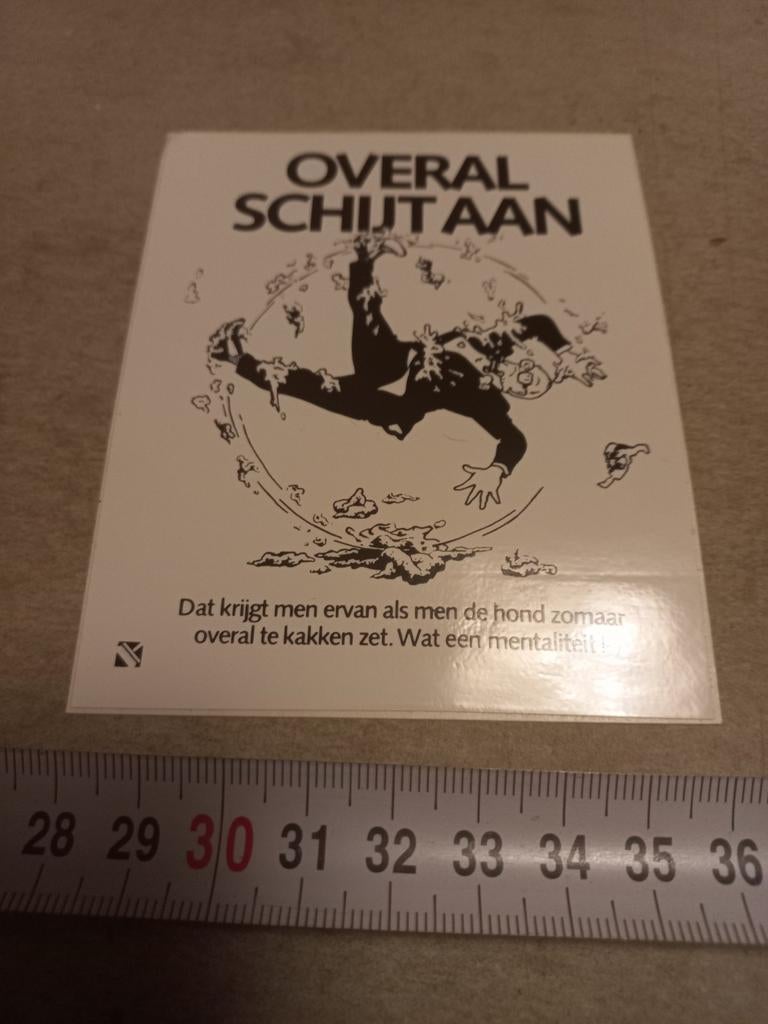 OVERAL
SCHIJT AAN
Dat krijgt men ervan als men de hond zomaar
overal te kakken zet. Wat een mentaliteit !
28 29 30 31 32 33 34 35 36